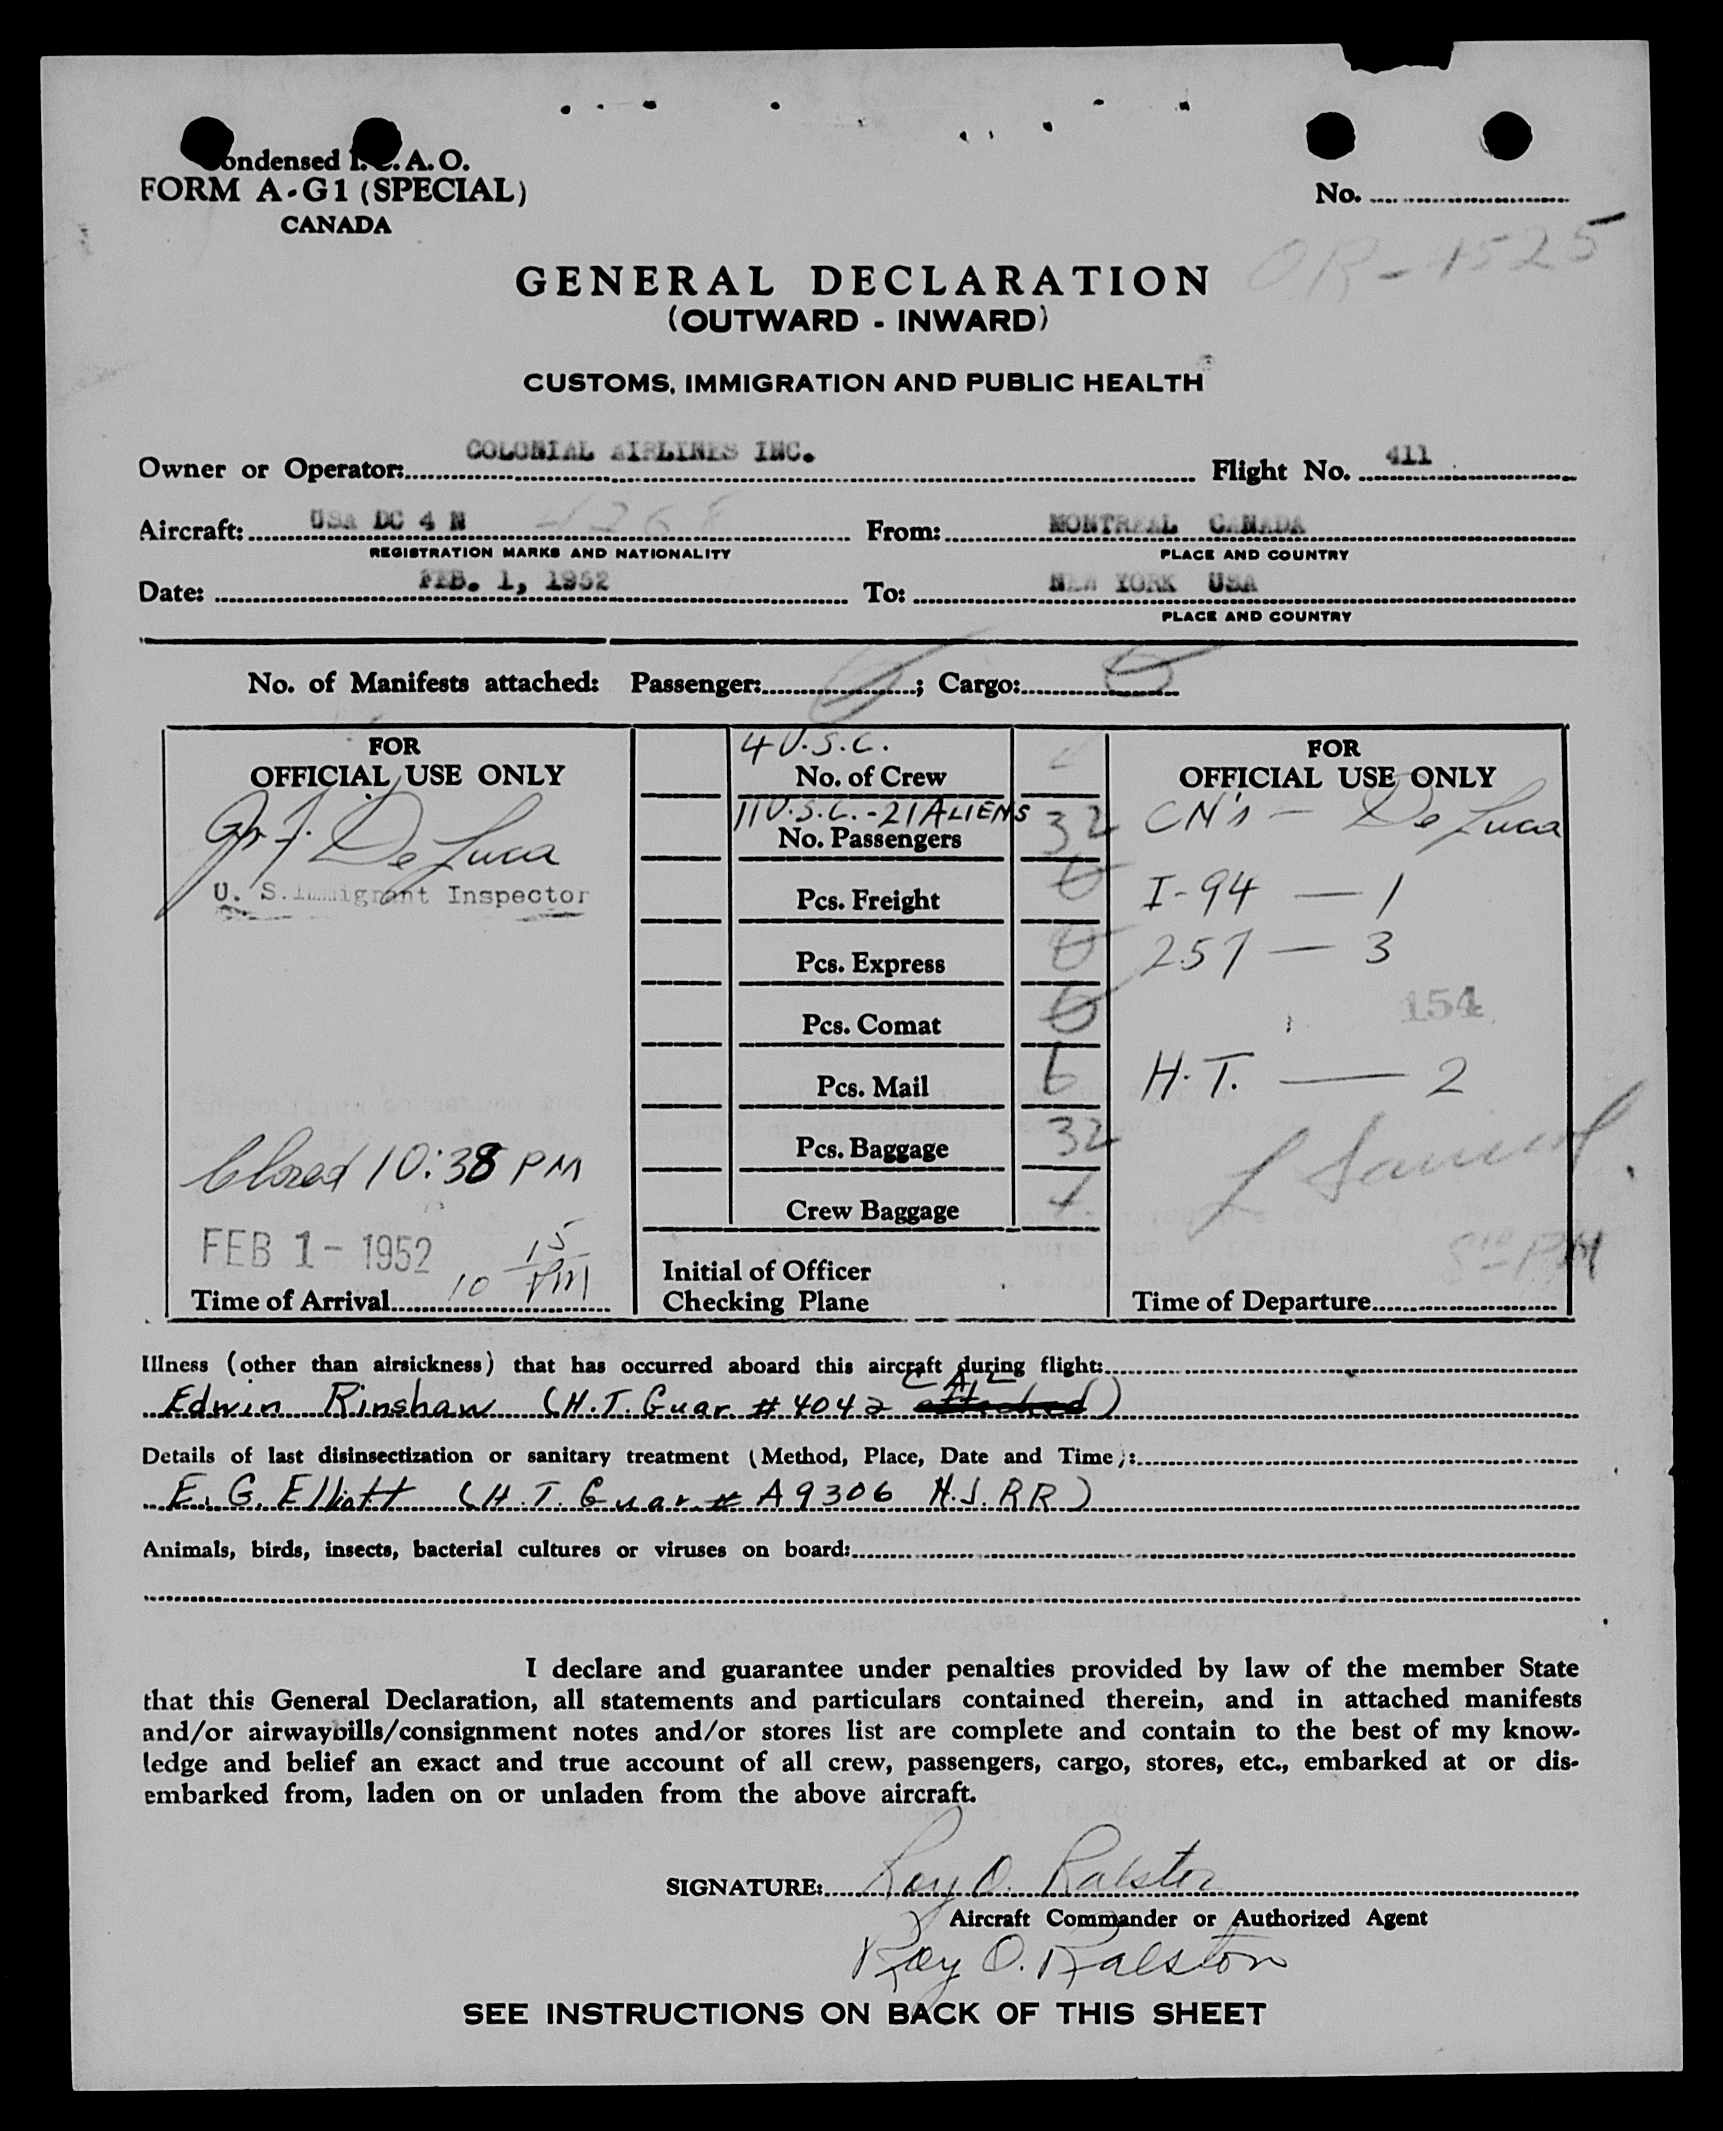 ondensed I.C.A.O.
FORM A-G1 (SPECIAL)
CANADA
No.
OR-1525
GENERAL DECLARATION
(OUTWARD - INWARD)
CUSTOMS, IMMIGRATION AND PUBLIC HEALTH
Owner or Operator: COLONIAL AIRLINES INC. Flight No. 411
Aircraft: USA DC 4 N 4268 From: MONTREAL CANADA
REGISTRATION MARKS AND NATIONALITY PLACE AND COUNTRY
Date: FEB. 1, 1952 To: NEW YORK USA
PLACE AND COUNTRY
No. of Manifests attached: Passenger: ; Cargo:
FOR OFFICIAL USE ONLY
De Luca
U. S. Immigrant Inspector
Closed 10:38 PM
FEB 1 - 1952
10 15 PM
Time of Arrival
4 U.S.C.
No. of Crew
11 U.S.C. - 21 ALIENS 32
No. Passengers
Pcs. Freight
Pcs. Express
Pcs. Comat
Pcs. Mail 6
Pcs. Baggage 32
Crew Baggage
Initial of Officer
Checking Plane
FOR OFFICIAL USE ONLY
CN's - De Luca
I-94 — 1
257 — 3
154
H.T. — 2
Time of Departure
Illness (other than airsickness) that has occurred aboard this aircraft during flight:
Edwin Rinshaw (H.T. Guar # 4042 attached)
Details of last disinsectization or sanitary treatment (Method, Place, Date and Time):
E. G. Elliott (H.T. Guar # A9306 N.J. RR)
Animals, birds, insects, bacterial cultures or viruses on board:
I declare and guarantee under penalties provided by law of the member State
that this General Declaration, all statements and particulars contained therein, and in attached manifests
and/or airwaybills/consignment notes and/or stores list are complete and contain to the best of my know-
ledge and belief an exact and true account of all crew, passengers, cargo, stores, etc., embarked at or dis-
embarked from, laden on or unladen from the above aircraft.
SIGNATURE: Roy O. Ralston
Aircraft Commander or Authorized Agent
Roy O. Ralston
SEE INSTRUCTIONS ON BACK OF THIS SHEET